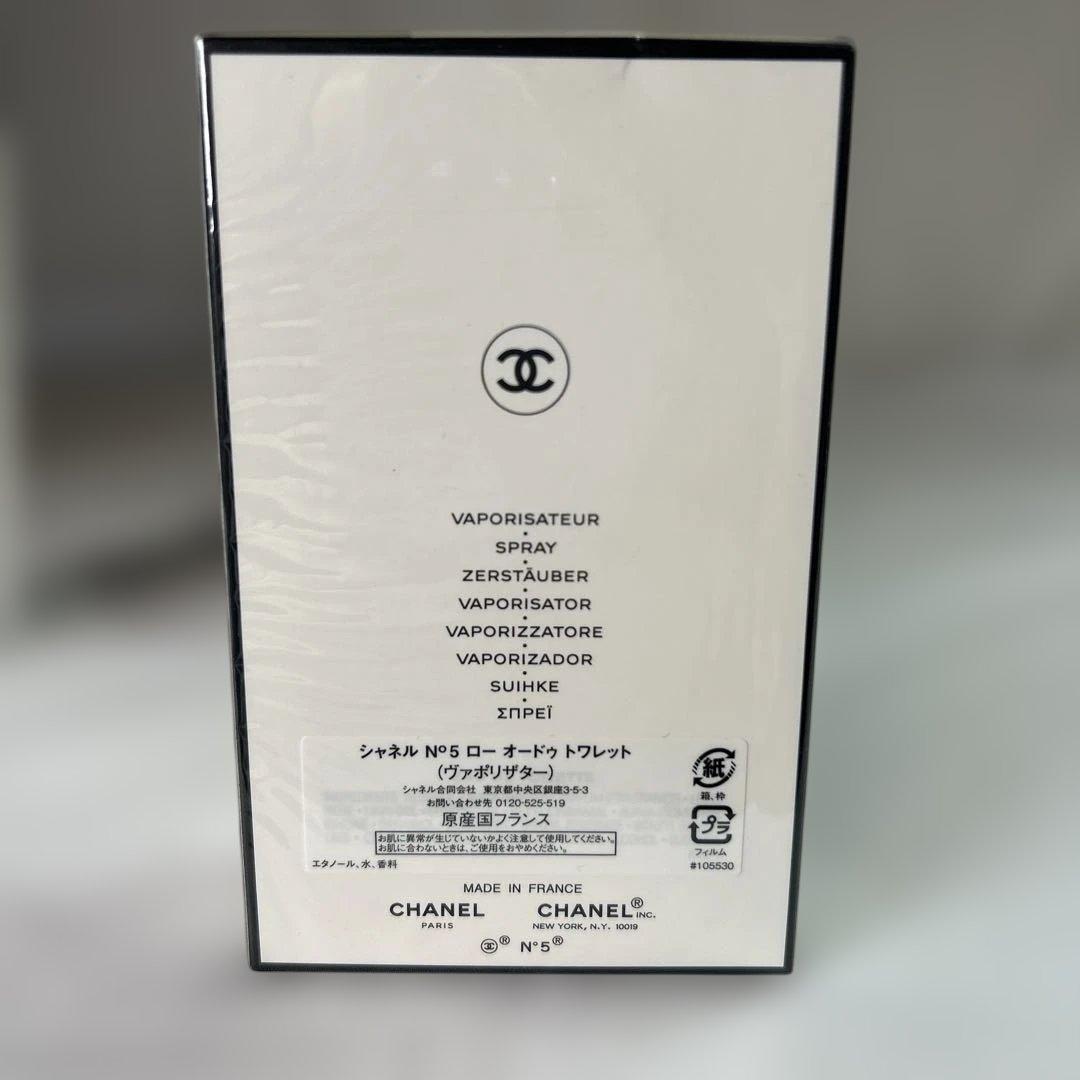 VAPORISATEUR
SPRAY
ZERSTÄUBER
VAPORISATOR
VAPORIZZATORE
VAPORIZADOR
SUIHKE
ΣΠΡΕΪ
シャネル Nº5 ロー オードゥ トワレット
(ヴァポリザター)
シャネル合同会社 東京都中央区銀座3-5-3
お問い合わせ先 0120-525-519
原産国フランス
お肌に異常が生じていないかよく注意して使用してください。
お肌に合わないときは、ご使用をおやめください。
エタノール、水、香料
紙
箱、枠
プラ
フィルム
#105530
MADE IN FRANCE
CHANEL CHANEL® INC.
PARIS NEW YORK, N.Y. 10019
® N°5®